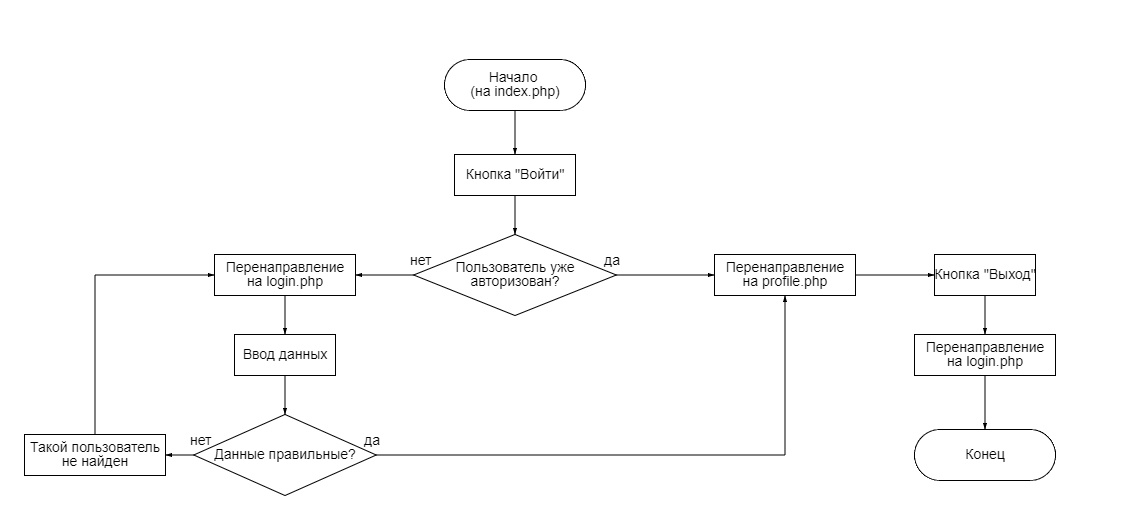 Начало
(на index.php)
Кнопка "Войти"
нет
Пользователь уже
авторизован?
да
Перенаправление
на login.php
Перенаправление
на profile.php
Кнопка "Выход"
Ввод данных
Перенаправление
на login.php
нет
Данные правильные?
да
Такой пользователь
не найден
Конец